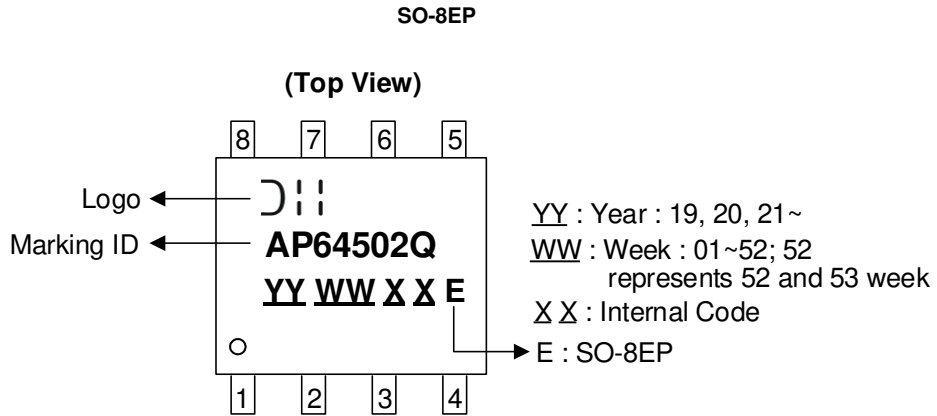 SO-8EP
(Top View)
8 7 6 5
Logo
Marking ID
AP64502Q
YY WW X X E
YY : Year : 19, 20, 21~
WW : Week : 01~52; 52
represents 52 and 53 week
X X : Internal Code
E : SO-8EP
1 2 3 4